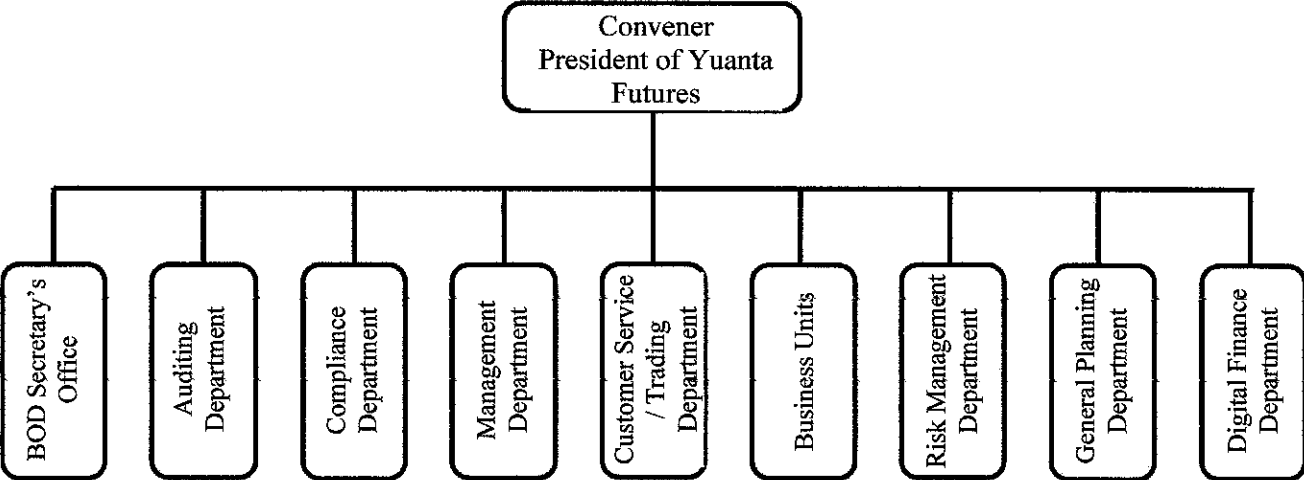 Convener
President of Yuanta
Futures
BOD Secretary's
Office
Auditing
Department
Compliance
Department
Management
Department
Customer Service
/ Trading
Department
Business Units
Risk Management
Department
General Planning
Department
Digital Finance
Department